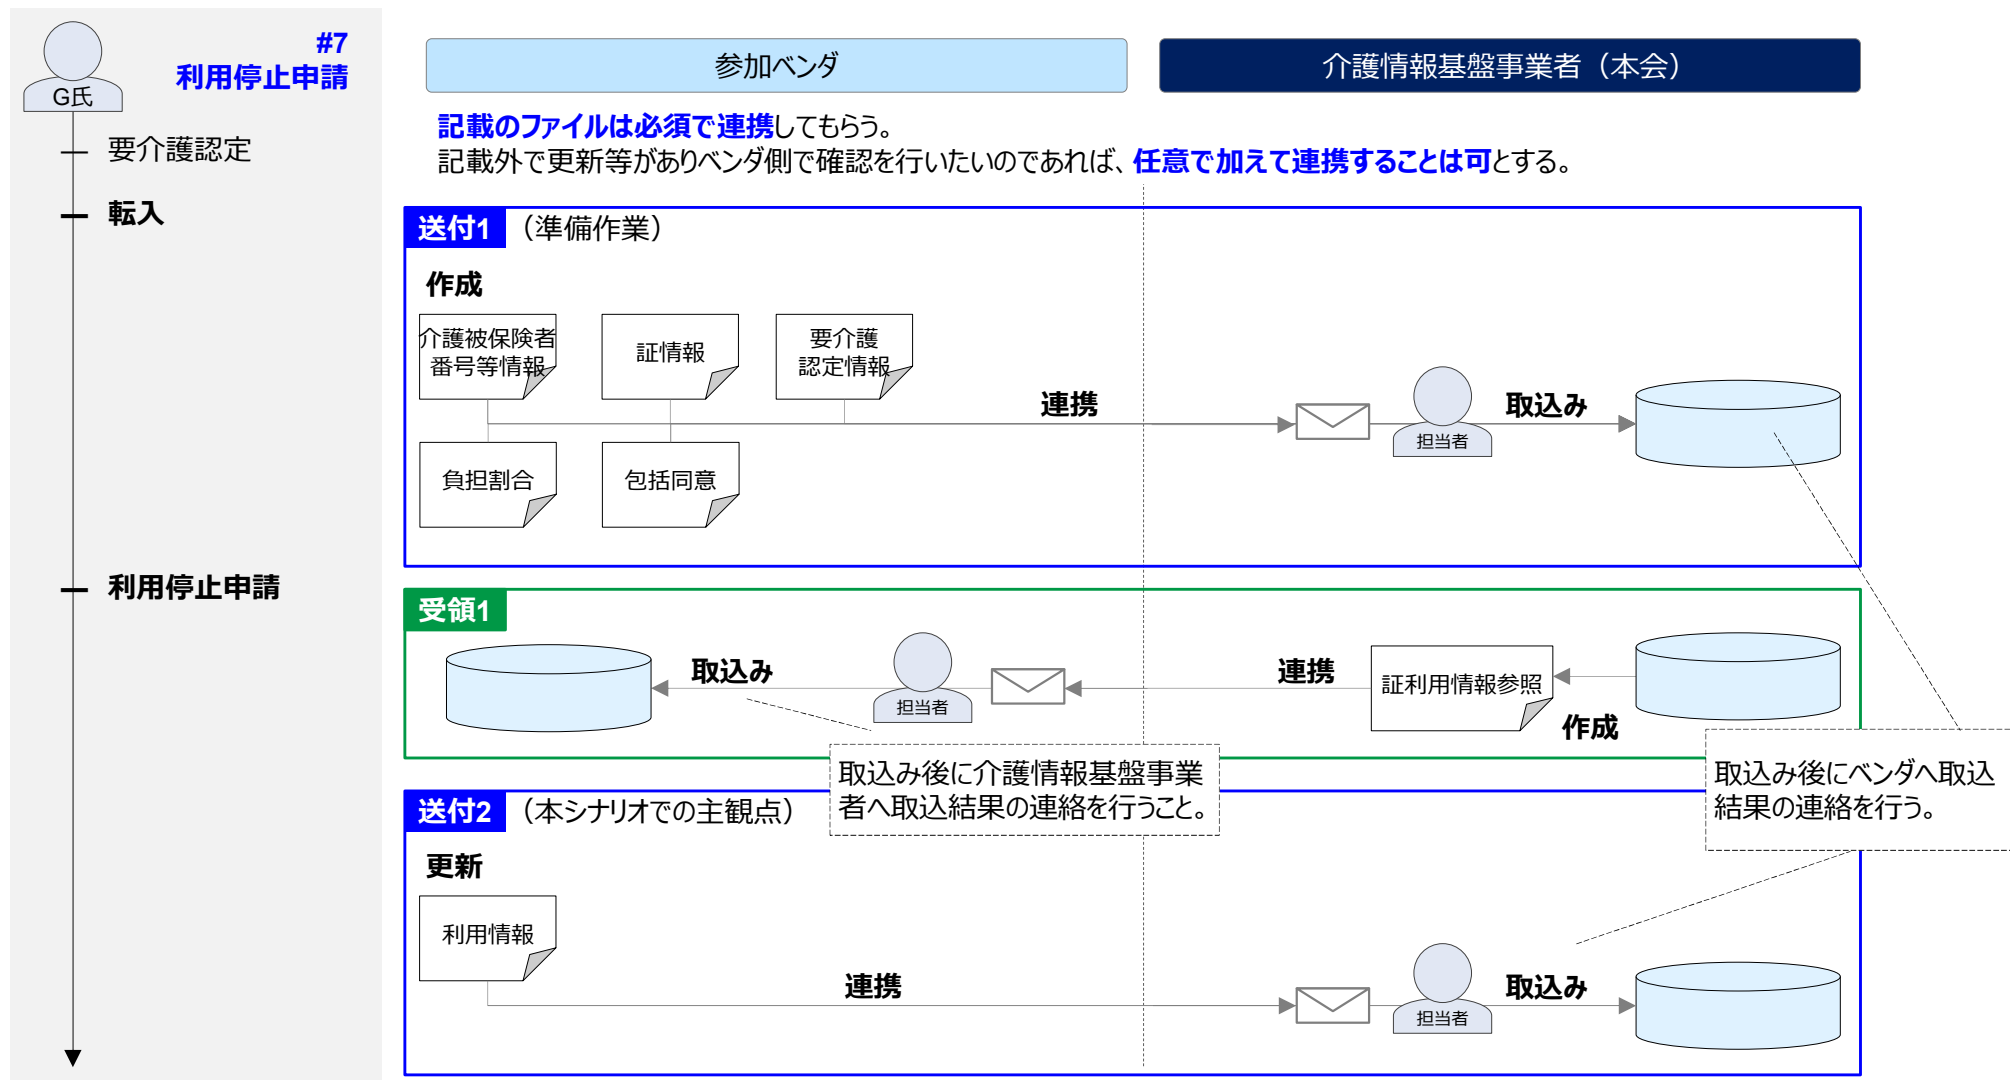 #7
利用停止申請
G氏
要介護認定
転入
利用停止申請
参加ベンダ
介護情報基盤事業者（本会）
記載のファイルは必須で連携してもらう。
記載外で更新等がありベンダ側で確認を行いたいのであれば、任意で加えて連携することは可とする。
送付1
（準備作業）
作成
介護被保険者
番号等情報
証情報
要介護
認定情報
負担割合
包括同意
連携
担当者
取込み
受領1
取込み
担当者
連携
証利用情報参照
作成
取込み後に介護情報基盤事業
者へ取込結果の連絡を行うこと。
取込み後にベンダへ取込
結果の連絡を行う。
送付2
（本シナリオでの主観点）
更新
利用情報
連携
担当者
取込み